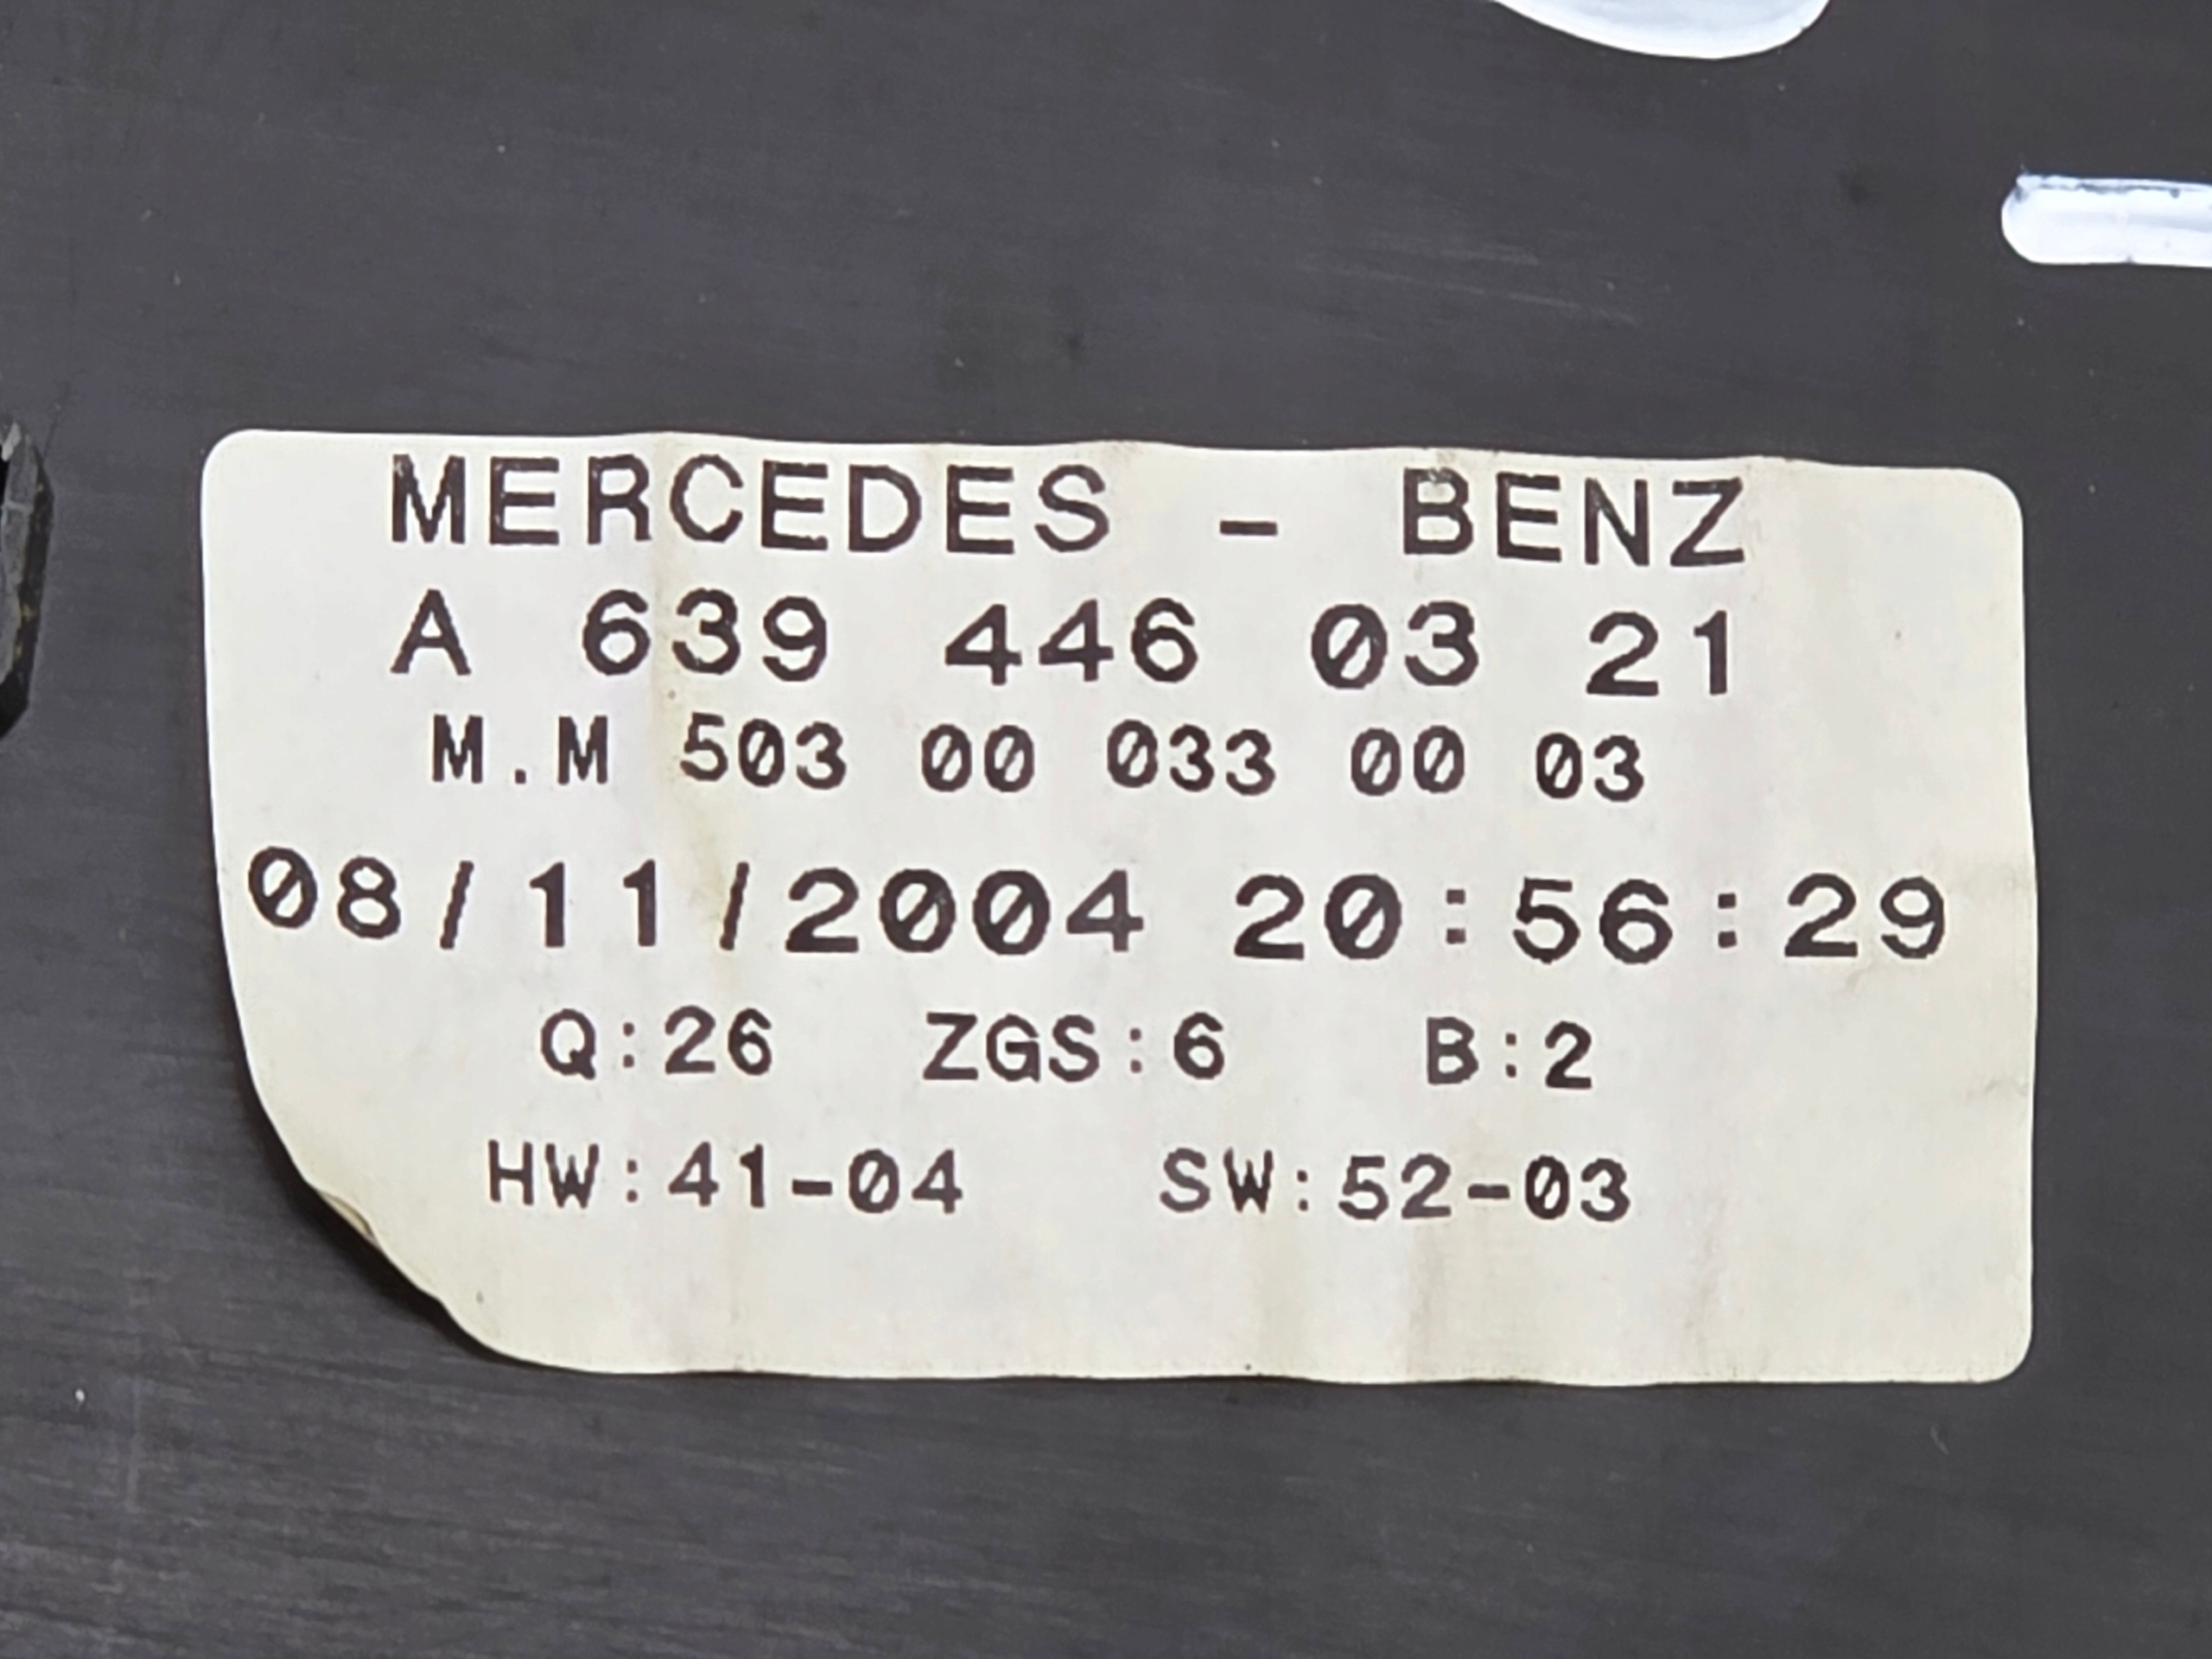 MERCEDES - BENZ
A 639 446 03 21
M.M 503 00 033 00 03
08/11/2004 20:56:29
Q:26 ZGS:6 B:2
HW:41-04 SW:52-03